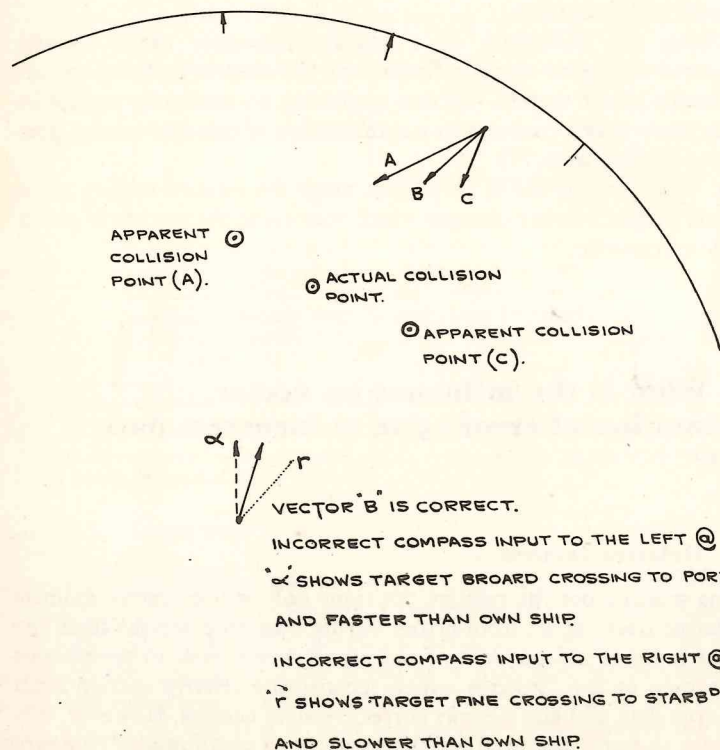 A
B
C
APPARENT
COLLISION
POINT (A).
ACTUAL COLLISION
POINT.
APPARENT COLLISION
POINT (C).
α
r
VECTOR "B" IS CORRECT.
INCORRECT COMPASS INPUT TO THE LEFT @
"α" SHOWS TARGET BROARD CROSSING TO PORT
AND FASTER THAN OWN SHIP.
INCORRECT COMPASS INPUT TO THE RIGHT @
"r" SHOWS TARGET FINE CROSSING TO STARBD
AND SLOWER THAN OWN SHIP.